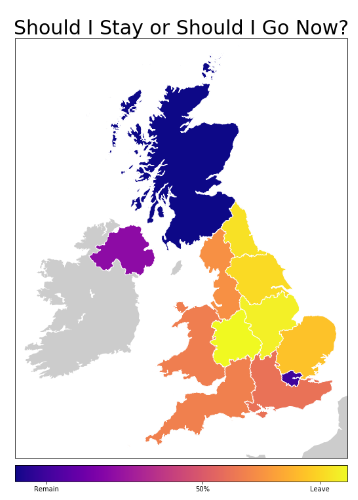 Should I Stay or Should I Go Now?
Remain 50% Leave